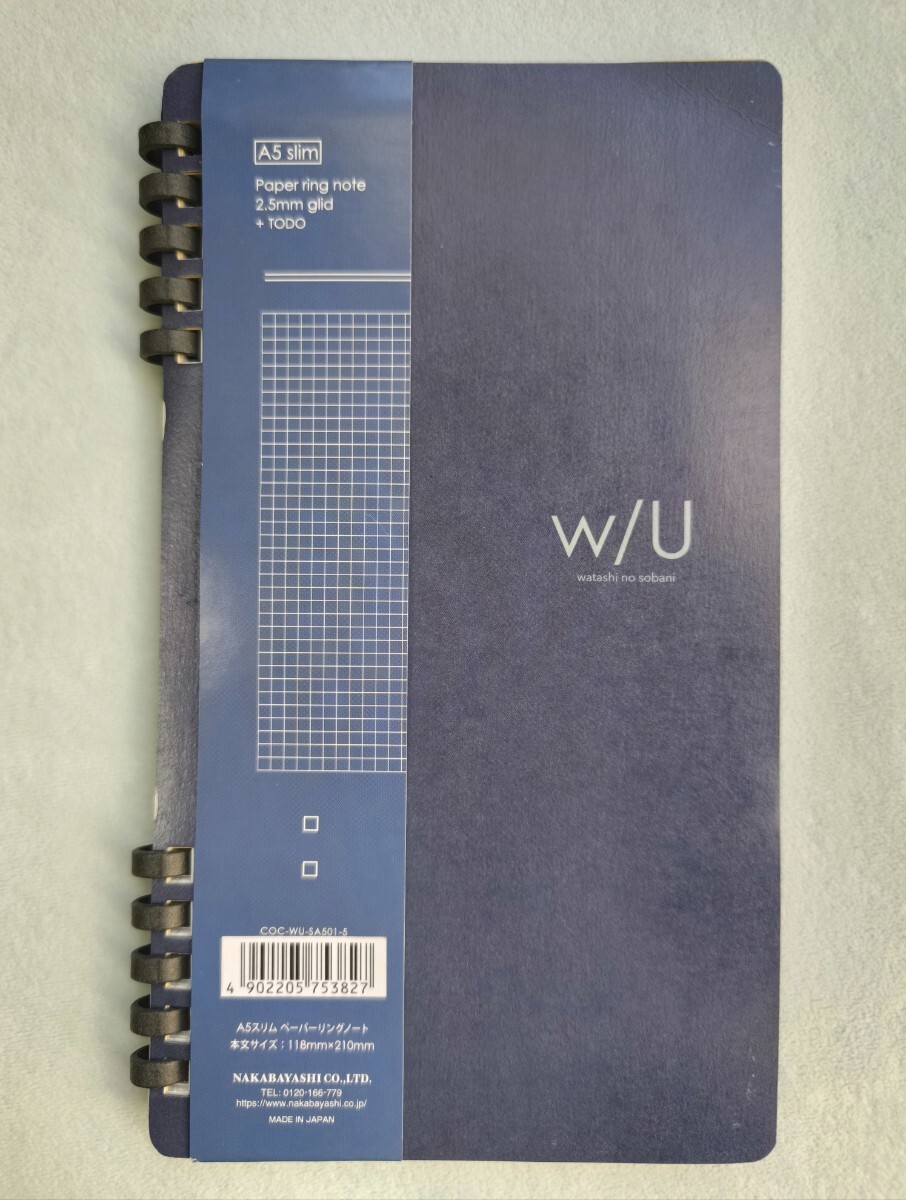 A5 slim
Paper ring note
2.5mm glid
+ TODO
w/U
watashi no sobani
COC-WU-SA501-5
4 902205 753827
A5スリム ペーパーリングノート
本文サイズ：118mm×210mm
NAKABAYASHI CO.,LTD.
TEL: 0120-166-779
https://www.nakabayashi.co.jp/
MADE IN JAPAN